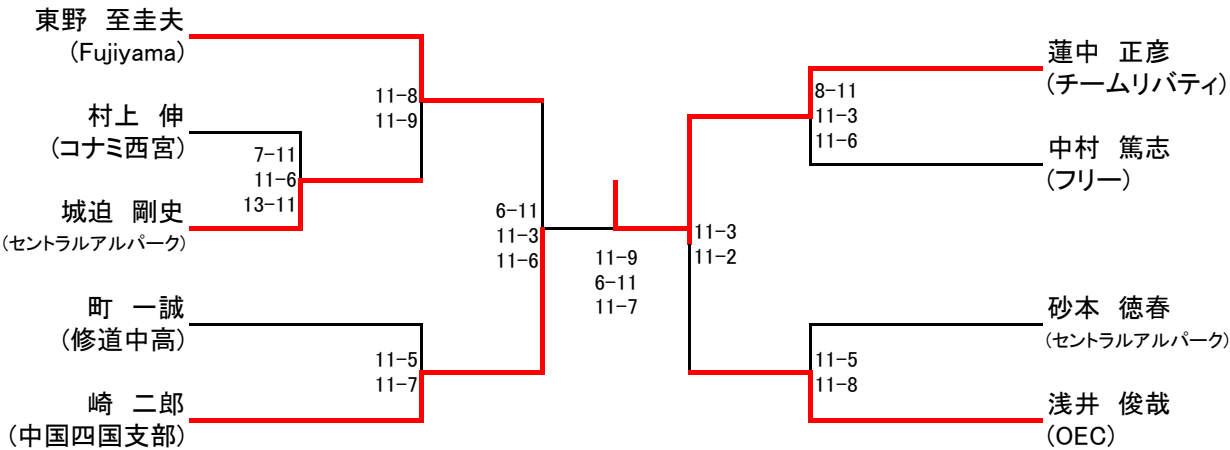 東野 至圭夫
(Fujiyama)
村上 伸
(コナミ西宮)
城迫 剛史
(セントラルアルパーク)
町 一誠
(修道中高)
崎 二郎
(中国四国支部)
7-11
11-6
13-11
11-8
11-9
11-5
11-7
6-11
11-3
11-6
11-9
6-11
11-7
11-3
11-2
8-11
11-3
11-6
11-5
11-8
蓮中 正彦
(チームリバティ)
中村 篤志
(フリー)
砂本 徳春
(セントラルアルパーク)
浅井 俊哉
(OEC)